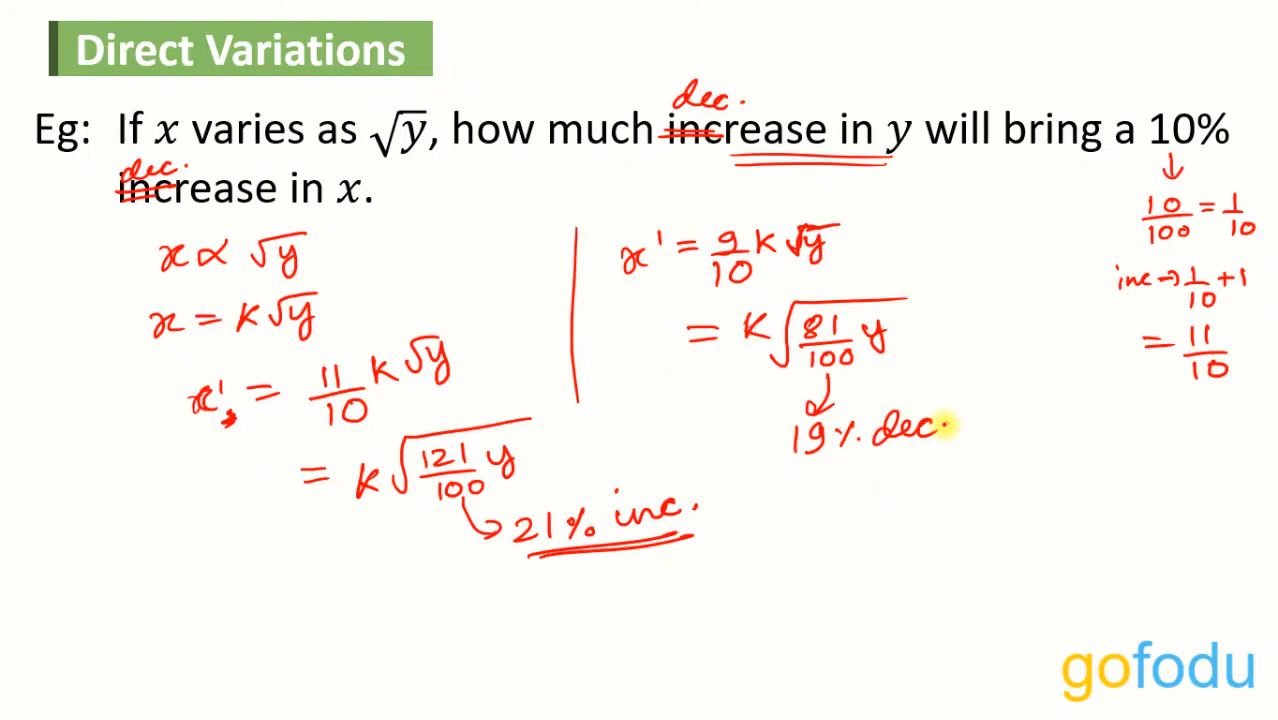 Direct Variations
dec.
Eg: If x varies as √y, how much increase in y will bring a 10%
dec.
increase in x.
x ∝ √y
x = k√y
x' = 11/10 k√y
= k√(121/100 y)
21% inc.
x' = 9/10 k√y
= k√(81/100 y)
19% dec.
10/100 = 1/10
inc → 1/10 + 1
= 11/10
gofodu